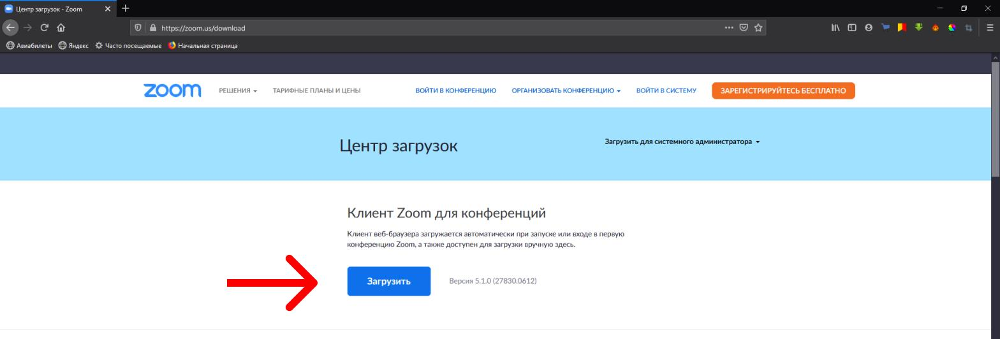 Центр загрузок - Zoom
https://zoom.us/download
Авиабилеты Яндекс Часто посещаемые Начальная страница
zoom РЕШЕНИЯ ТАРИФНЫЕ ПЛАНЫ И ЦЕНЫ ВОЙТИ В КОНФЕРЕНЦИЮ ОРГАНИЗОВАТЬ КОНФЕРЕНЦИЮ ВОЙТИ В СИСТЕМУ ЗАРЕГИСТРИРУЙТЕСЬ БЕСПЛАТНО
Центр загрузок
Загрузить для системного администратора
Клиент Zoom для конференций
Клиент веб-браузера загружается автоматически при запуске или входе в первую
конференцию Zoom, а также доступен для загрузки вручную здесь.
Загрузить Версия 5.1.0 (27830.0612)